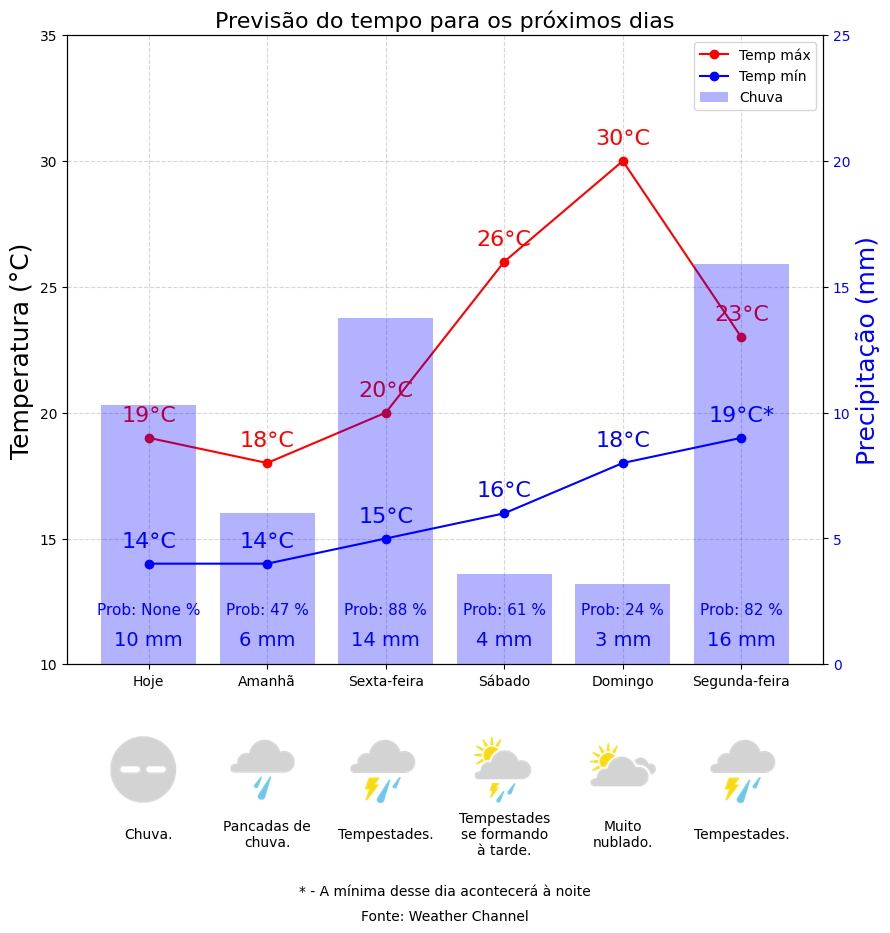 Previsão do tempo para os próximos dias
Temperatura (°C)
35
30
25
20
15
10
Precipitação (mm)
25
20
15
10
5
0
Temp máx
Temp mín
Chuva
19°C
18°C
20°C
26°C
30°C
23°C
14°C
14°C
15°C
16°C
18°C
19°C*
Prob: None %
Prob: 47 %
Prob: 88 %
Prob: 61 %
Prob: 24 %
Prob: 82 %
10 mm
6 mm
14 mm
4 mm
3 mm
16 mm
Hoje
Amanhã
Sexta-feira
Sábado
Domingo
Segunda-feira
Chuva.
Pancadas de
chuva.
Tempestades.
Tempestades
se formando
à tarde.
Muito
nublado.
Tempestades.
* - A mínima desse dia acontecerá à noite
Fonte: Weather Channel